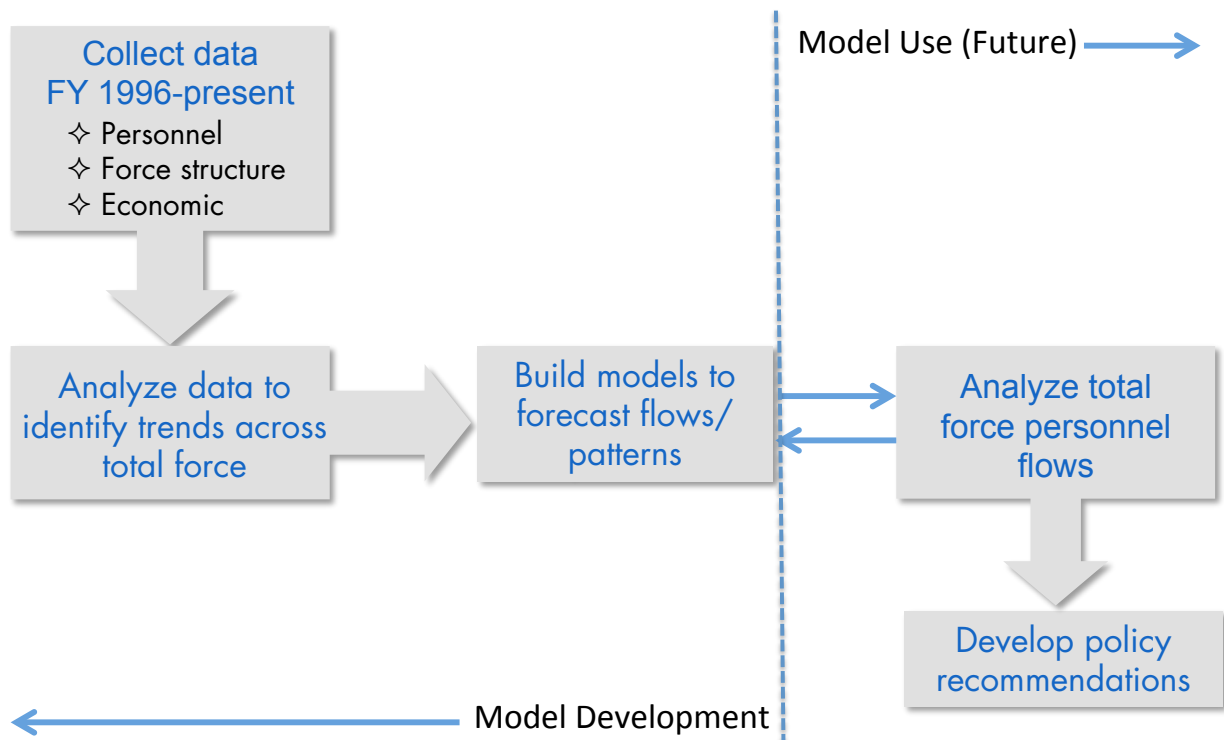 Collect data
FY 1996-present
✧ Personnel
✧ Force structure
✧ Economic
Model Use (Future)
Analyze data to
identify trends across
total force
Build models to
forecast flows/
patterns
Analyze total
force personnel
flows
Develop policy
recommendations
Model Development